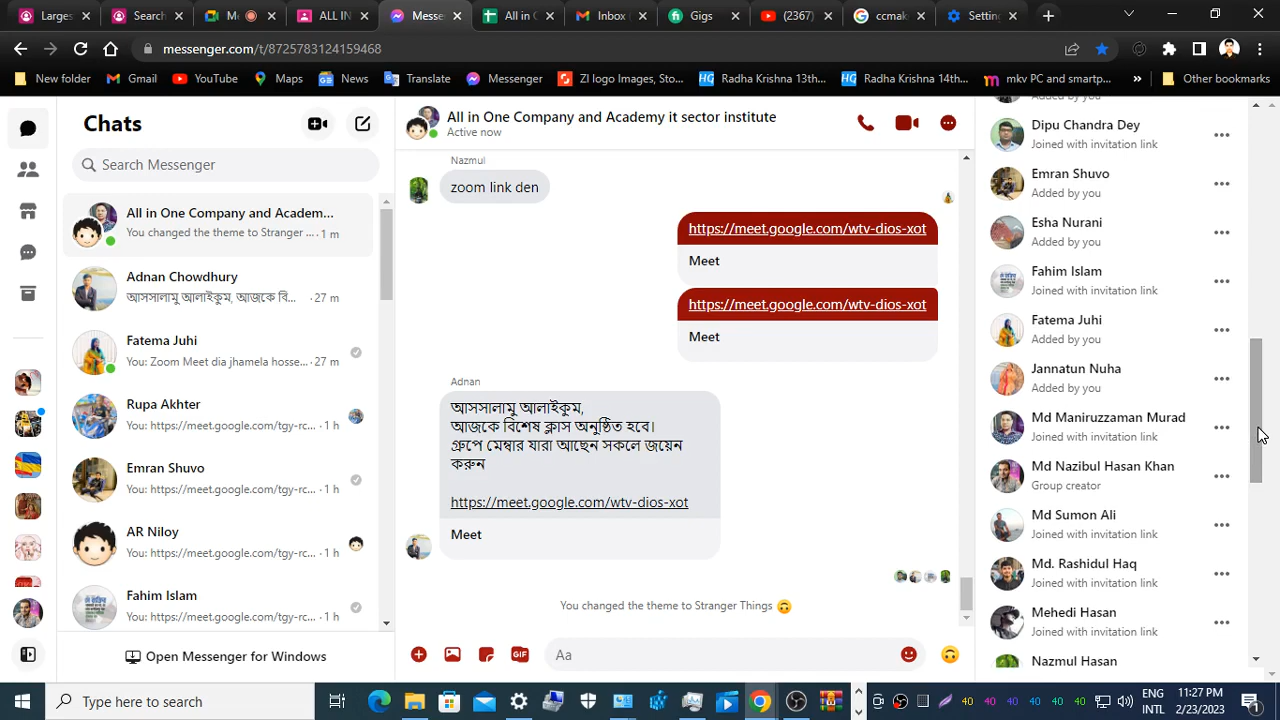 Larges
Search
Me
ALL IN
Messe
All in C
Inbox (
Gigs
(2367)
ccmak
Setting
messenger.com/t/8725783124159468
New folder
Gmail
YouTube
Maps
News
Translate
Messenger
ZI logo Images, Sto...
Radha Krishna 13th...
Radha Krishna 14th...
mkv PC and smartp...
»
Other bookmarks
Chats
Search Messenger
All in One Company and Academ...
You changed the theme to Stranger ... · 1 m
Adnan Chowdhury
আসসালামু আলাইকুম, আজকে বি... · 27 m
Fatema Juhi
You: Zoom Meet dia jhamela hosse... · 27 m
Rupa Akhter
You: https://meet.google.com/tgy-rc... · 1 h
Emran Shuvo
You: https://meet.google.com/tgy-rc... · 1 h
AR Niloy
You: https://meet.google.com/tgy-rc... · 1 h
Fahim Islam
You: https://meet.google.com/tgy-rc... · 1 h
Open Messenger for Windows
All in One Company and Academy it sector institute
Active now
Nazmul
zoom link den
https://meet.google.com/wtv-dios-xot
Meet
https://meet.google.com/wtv-dios-xot
Meet
Adnan
আসসালামু আলাইকুম,
আজকে বিশেষ ক্লাস অনুষ্ঠিত হবে।
গ্রুপে মেম্বার যারা আছেন সকলে জয়েন
করুন
https://meet.google.com/wtv-dios-xot
Meet
You changed the theme to Stranger Things 🙃
GIF
Aa
Added by you
Dipu Chandra Dey
Joined with invitation link
Emran Shuvo
Added by you
Esha Nurani
Added by you
Fahim Islam
Joined with invitation link
Fatema Juhi
Added by you
Jannatun Nuha
Added by you
Md Maniruzzaman Murad
Joined with invitation link
Md Nazibul Hasan Khan
Group creator
Md Sumon Ali
Joined with invitation link
Md. Rashidul Haq
Joined with invitation link
Mehedi Hasan
Joined with invitation link
Nazmul Hasan
Type here to search
40 40 40 40 40
ENG
INTL
11:27 PM
2/23/2023